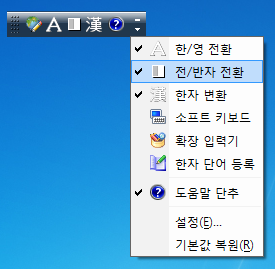 A 漢 ?
A 한/영 전환
전/반자 전환
漢 한자 변환
소프트 키보드
확장 입력기
한자 단어 등록
? 도움말 단추
설정(E)...
기본값 복원(R)